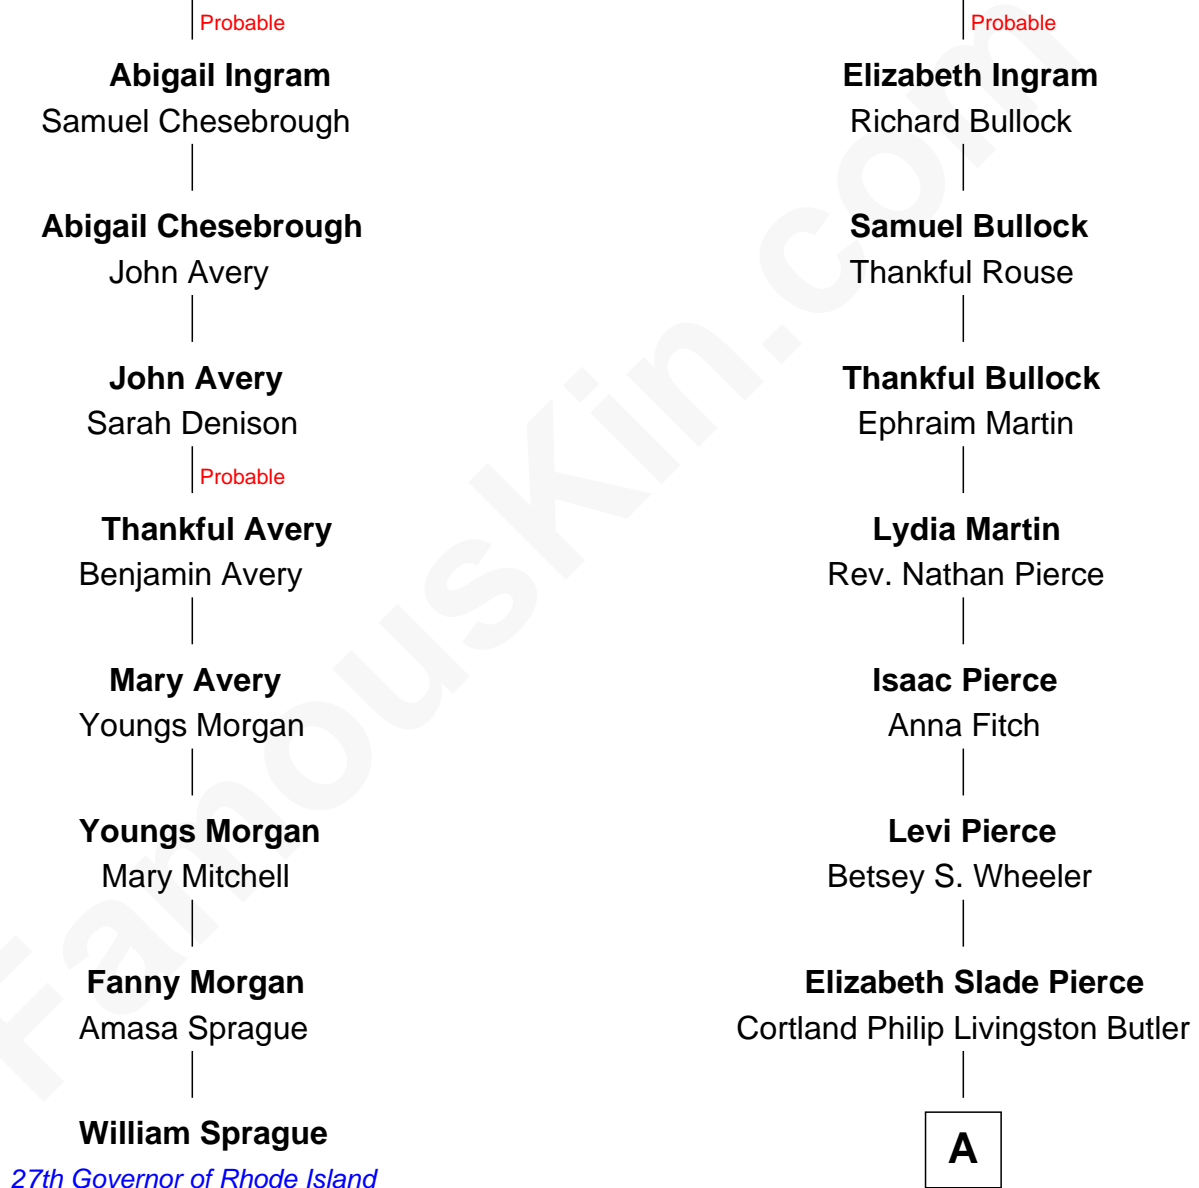 Probable
Abigail Ingram
Samuel Chesebrough
Abigail Chesebrough
John Avery
John Avery
Sarah Denison
Probable
Thankful Avery
Benjamin Avery
Mary Avery
Youngs Morgan
Youngs Morgan
Mary Mitchell
Fanny Morgan
Amasa Sprague
William Sprague
27th Governor of Rhode Island
Probable
Elizabeth Ingram
Richard Bullock
Samuel Bullock
Thankful Rouse
Thankful Bullock
Ephraim Martin
Lydia Martin
Rev. Nathan Pierce
Isaac Pierce
Anna Fitch
Levi Pierce
Betsey S. Wheeler
Elizabeth Slade Pierce
Cortland Philip Livingston Butler
A
FamousKin.com